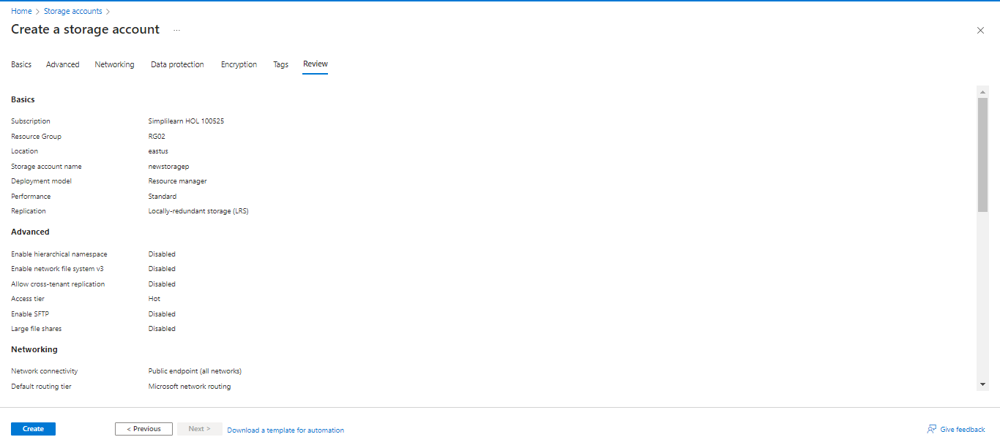 Home > Storage accounts >
Create a storage account ...
Basics Advanced Networking Data protection Encryption Tags Review
Basics
Subscription Simplilearn HOL 100525
Resource Group RG02
Location eastus
Storage account name newstoragep
Deployment model Resource manager
Performance Standard
Replication Locally-redundant storage (LRS)
Advanced
Enable hierarchical namespace Disabled
Enable network file system v3 Disabled
Allow cross-tenant replication Disabled
Access tier Hot
Enable SFTP Disabled
Large file shares Disabled
Networking
Network connectivity Public endpoint (all networks)
Default routing tier Microsoft network routing
Create < Previous Next > Download a template for automation Give feedback